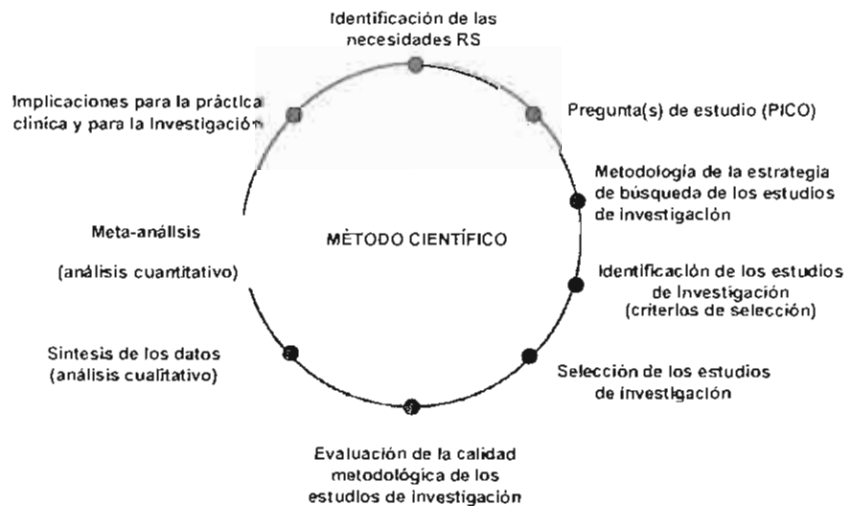 Identificación de las
necesidades RS
Pregunta(s) de estudio (PICO)
Metodología de la estrategia
de búsqueda de los estudios
de investigación
Identificación de los estudios
de Investigación
(criterios de selección)
Selección de los estudios
de investigación
Evaluación de la calidad
metodológica de los
estudios de investigación
Síntesis de los datos
(análisis cualitativo)
Meta-análisis
(análisis cuantitativo)
Implicaciones para la práctica
clínica y para la Investigación
MÉTODO CIENTÍFICO